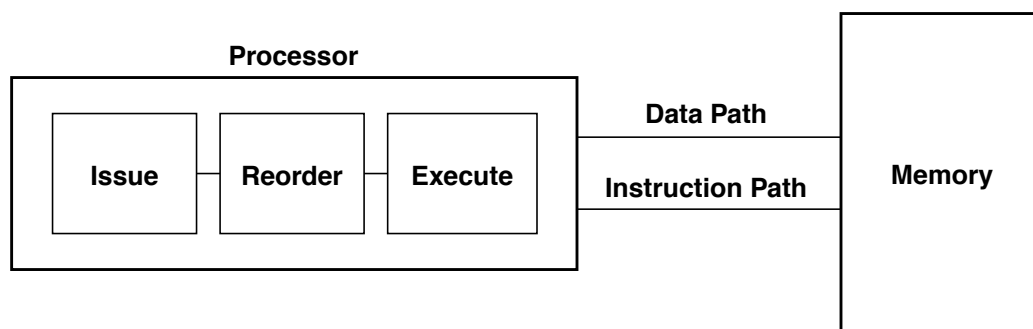 Processor
Issue
Reorder
Execute
Data Path
Instruction Path
Memory